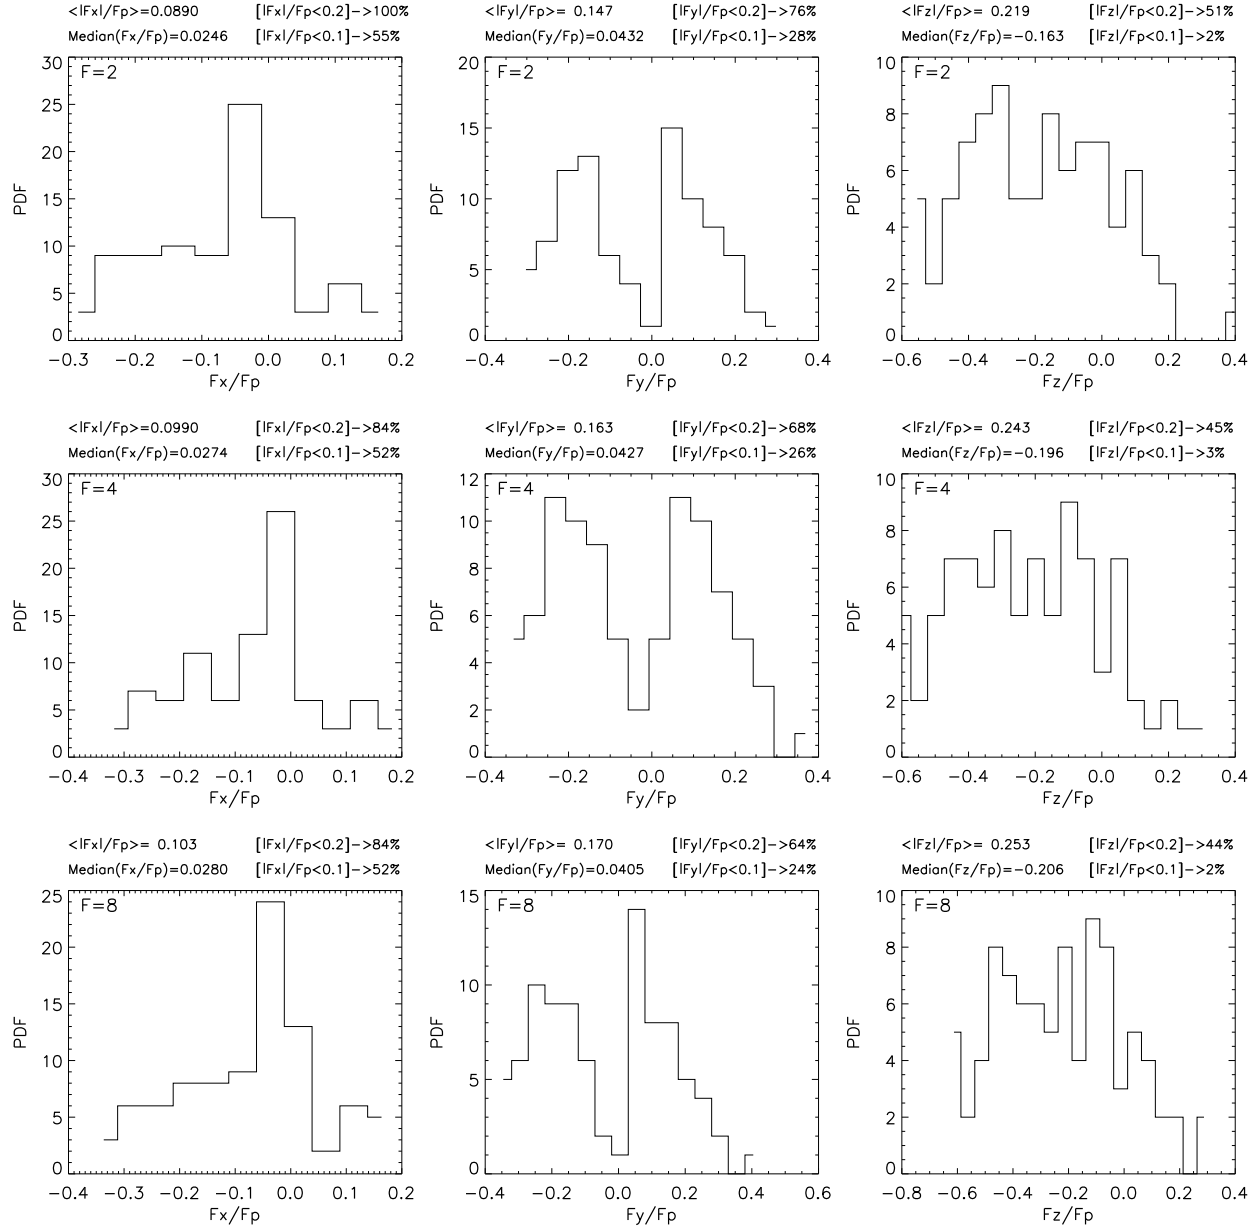 <|Fx|/Fp>=0.0890 [|Fx|/Fp<0.2]->100%
Median(Fx/Fp)=0.0246 [|Fx|/Fp<0.1]->55%
30
F=2
25
20
PDF
15
10
5
0
-0.3 -0.2 -0.1 0.0 0.1 0.2
Fx/Fp
<|Fy|/Fp>= 0.147 [|Fy|/Fp<0.2]->76%
Median(Fy/Fp)=0.0432 [|Fy|/Fp<0.1]->28%
20
F=2
15
PDF
10
5
0
-0.4 -0.2 0.0 0.2 0.4
Fy/Fp
<|Fz|/Fp>= 0.219 [|Fz|/Fp<0.2]->51%
Median(Fz/Fp)=-0.163 [|Fz|/Fp<0.1]->2%
10
F=2
8
6
PDF
4
2
0
-0.6 -0.4 -0.2 0.0 0.2 0.4
Fz/Fp
<|Fx|/Fp>=0.0990 [|Fx|/Fp<0.2]->84%
Median(Fx/Fp)=0.0274 [|Fx|/Fp<0.1]->52%
30
F=4
25
20
PDF
15
10
5
0
-0.4 -0.3 -0.2 -0.1 0.0 0.1 0.2
Fx/Fp
<|Fy|/Fp>= 0.163 [|Fy|/Fp<0.2]->68%
Median(Fy/Fp)=0.0427 [|Fy|/Fp<0.1]->26%
12
F=4
10
8
PDF
6
4
2
0
-0.4 -0.2 0.0 0.2 0.4
Fy/Fp
<|Fz|/Fp>= 0.243 [|Fz|/Fp<0.2]->45%
Median(Fz/Fp)=-0.196 [|Fz|/Fp<0.1]->3%
10
F=4
8
6
PDF
4
2
0
-0.6 -0.4 -0.2 0.0 0.2 0.4
Fz/Fp
<|Fx|/Fp>= 0.103 [|Fx|/Fp<0.2]->84%
Median(Fx/Fp)=0.0280 [|Fx|/Fp<0.1]->52%
25
F=8
20
15
PDF
10
5
0
-0.4 -0.3 -0.2 -0.1 0.0 0.1 0.2
Fx/Fp
<|Fy|/Fp>= 0.170 [|Fy|/Fp<0.2]->64%
Median(Fy/Fp)=0.0405 [|Fy|/Fp<0.1]->24%
15
F=8
10
PDF
5
0
-0.4 -0.2 0.0 0.2 0.4 0.6
Fy/Fp
<|Fz|/Fp>= 0.253 [|Fz|/Fp<0.2]->44%
Median(Fz/Fp)=-0.206 [|Fz|/Fp<0.1]->2%
10
F=8
8
6
PDF
4
2
0
-0.8 -0.6 -0.4 -0.2 0.0 0.2 0.4
Fz/Fp